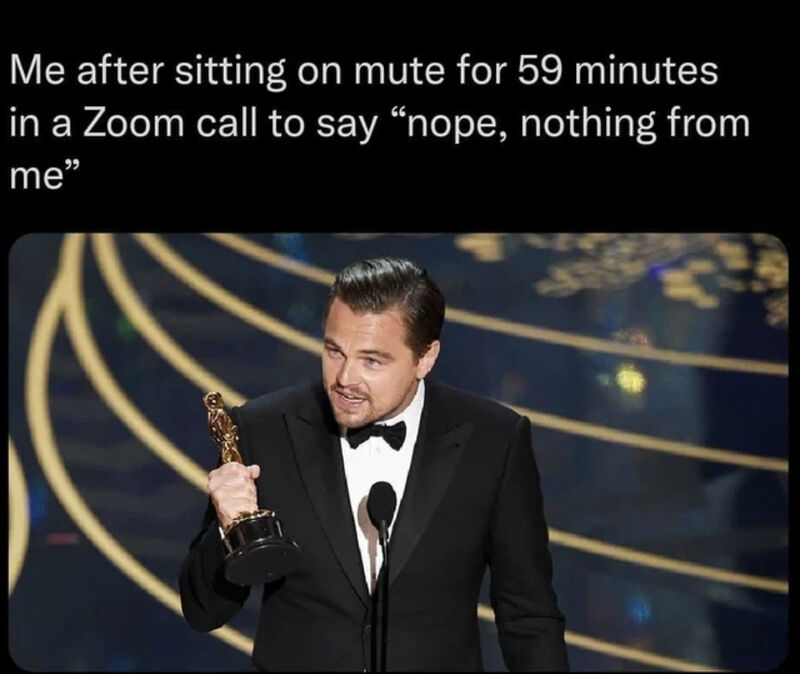 Me after sitting on mute for 59 minutes
in a Zoom call to say “nope, nothing from
me”